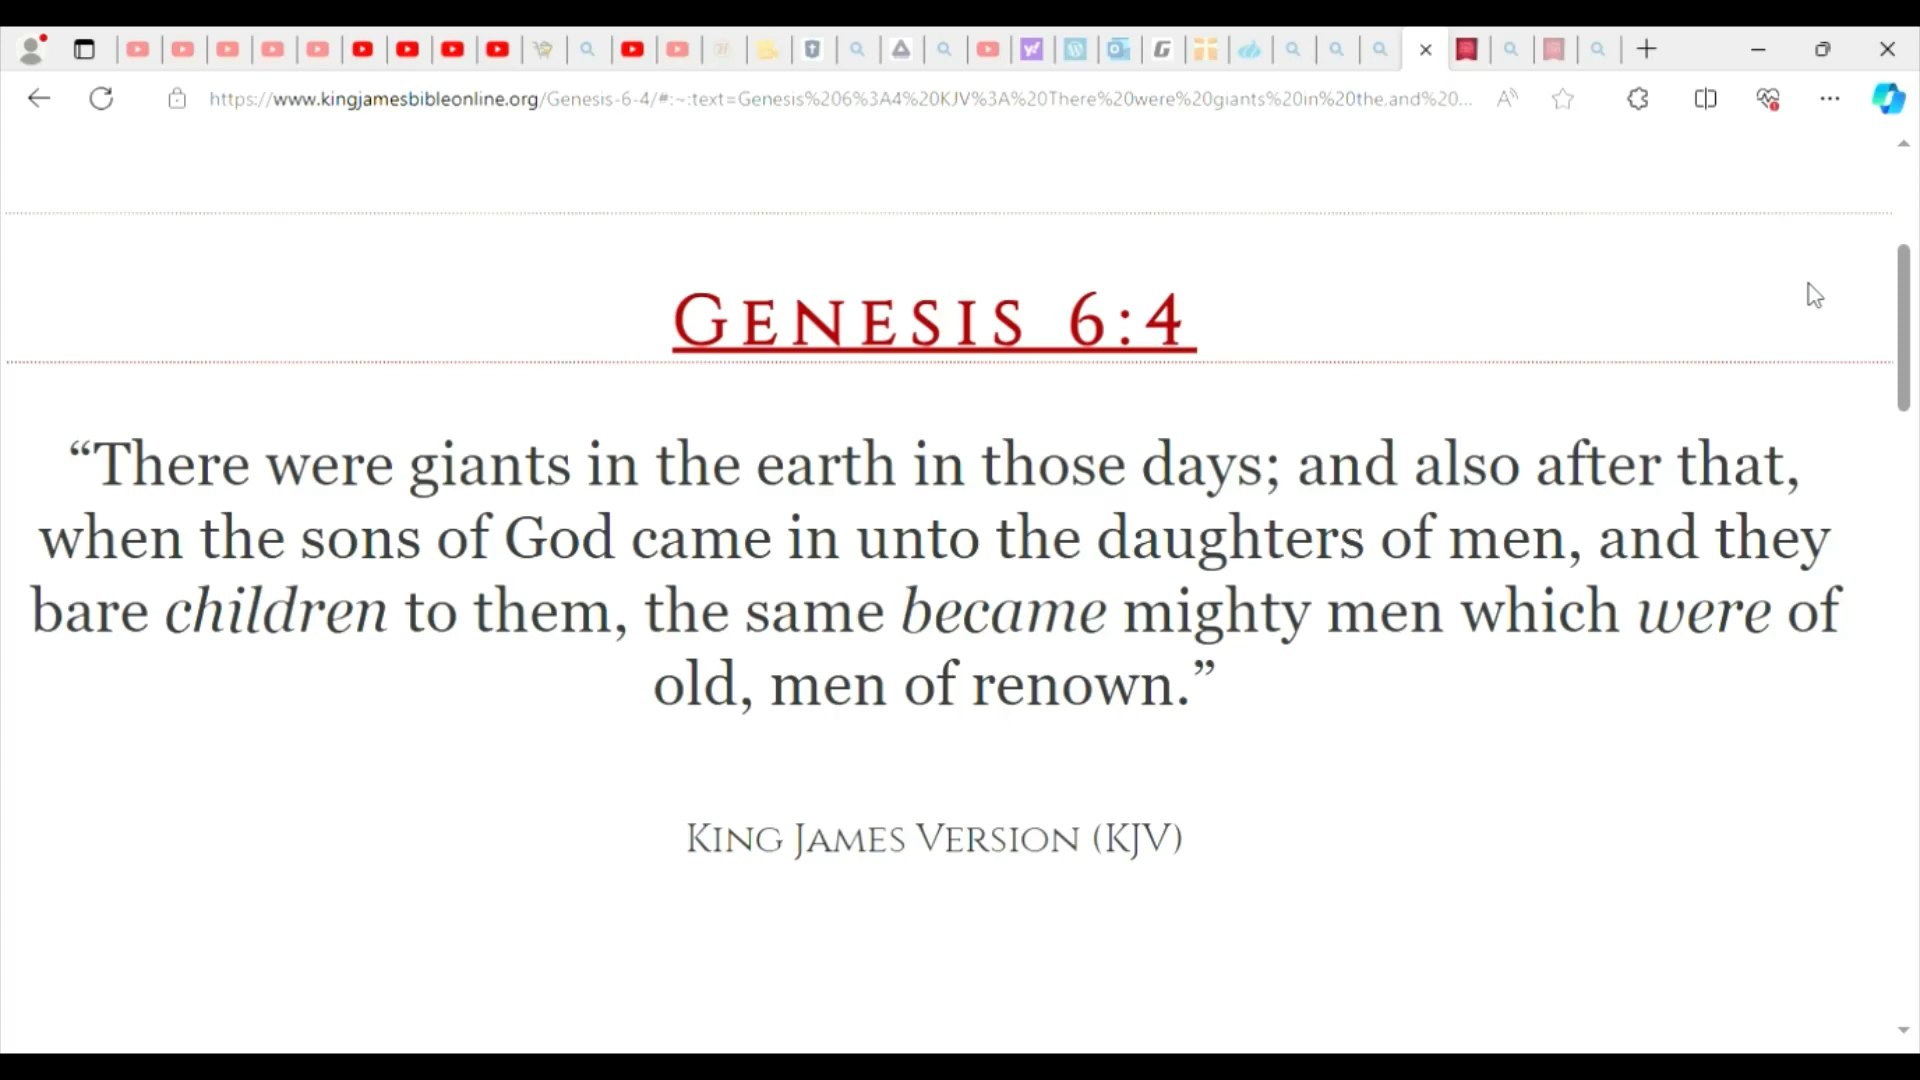 https://www.kingjamesbibleonline.org/Genesis-6-4/#:~:text=Genesis%206%3A4%20KJV%3A%20There%20were%20giants%20in%20the,and%20...
GENESIS 6:4
“There were giants in the earth in those days; and also after that,
when the sons of God came in unto the daughters of men, and they
bare children to them, the same became mighty men which were of
old, men of renown.”
KING JAMES VERSION (KJV)